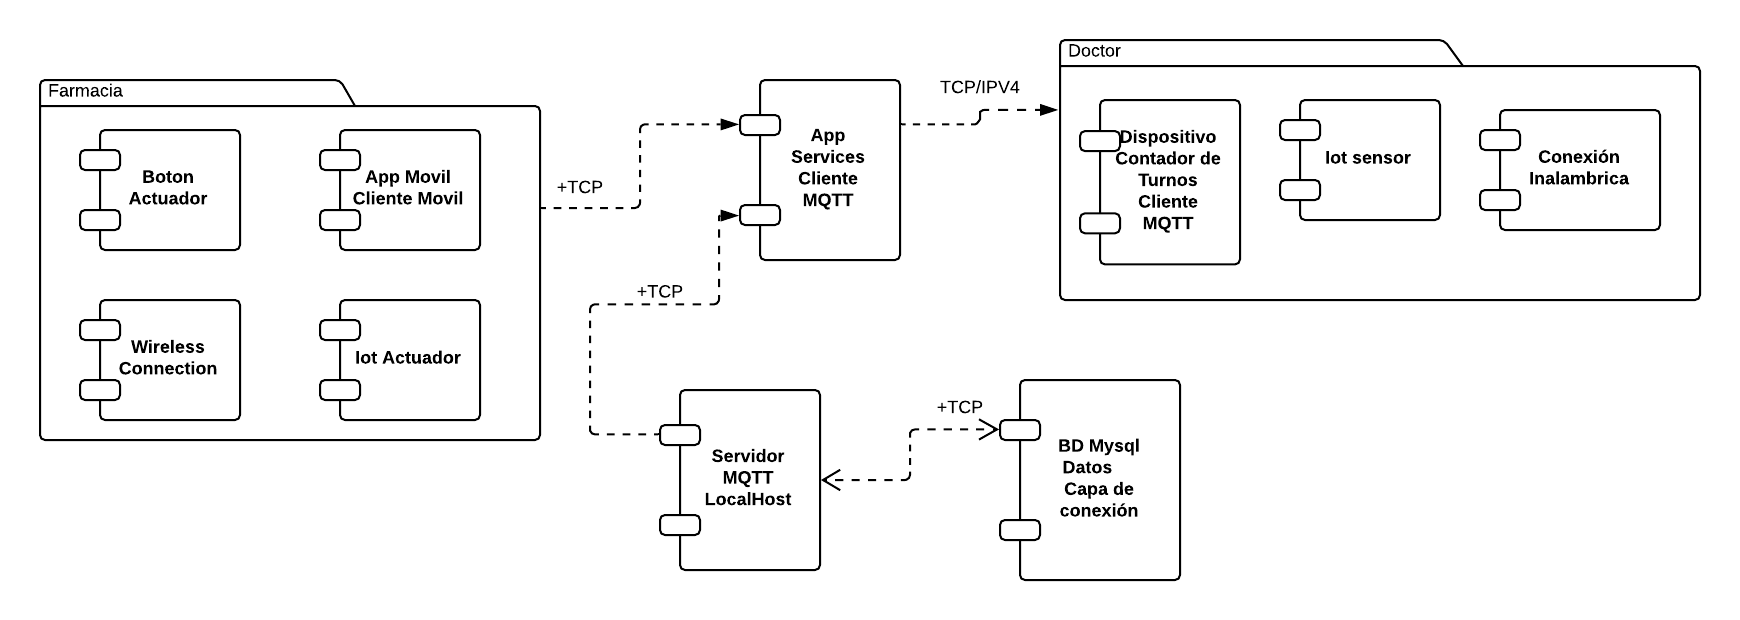 Farmacia
Boton
Actuador
App Movil
Cliente Movil
Wireless
Connection
Iot Actuador
+TCP
App
Services
Cliente
MQTT
TCP/IPV4
Doctor
Dispositivo
Contador de
Turnos
Cliente
MQTT
Iot sensor
Conexión
Inalambrica
+TCP
Servidor
MQTT
LocalHost
+TCP
BD Mysql
Datos
Capa de
conexión